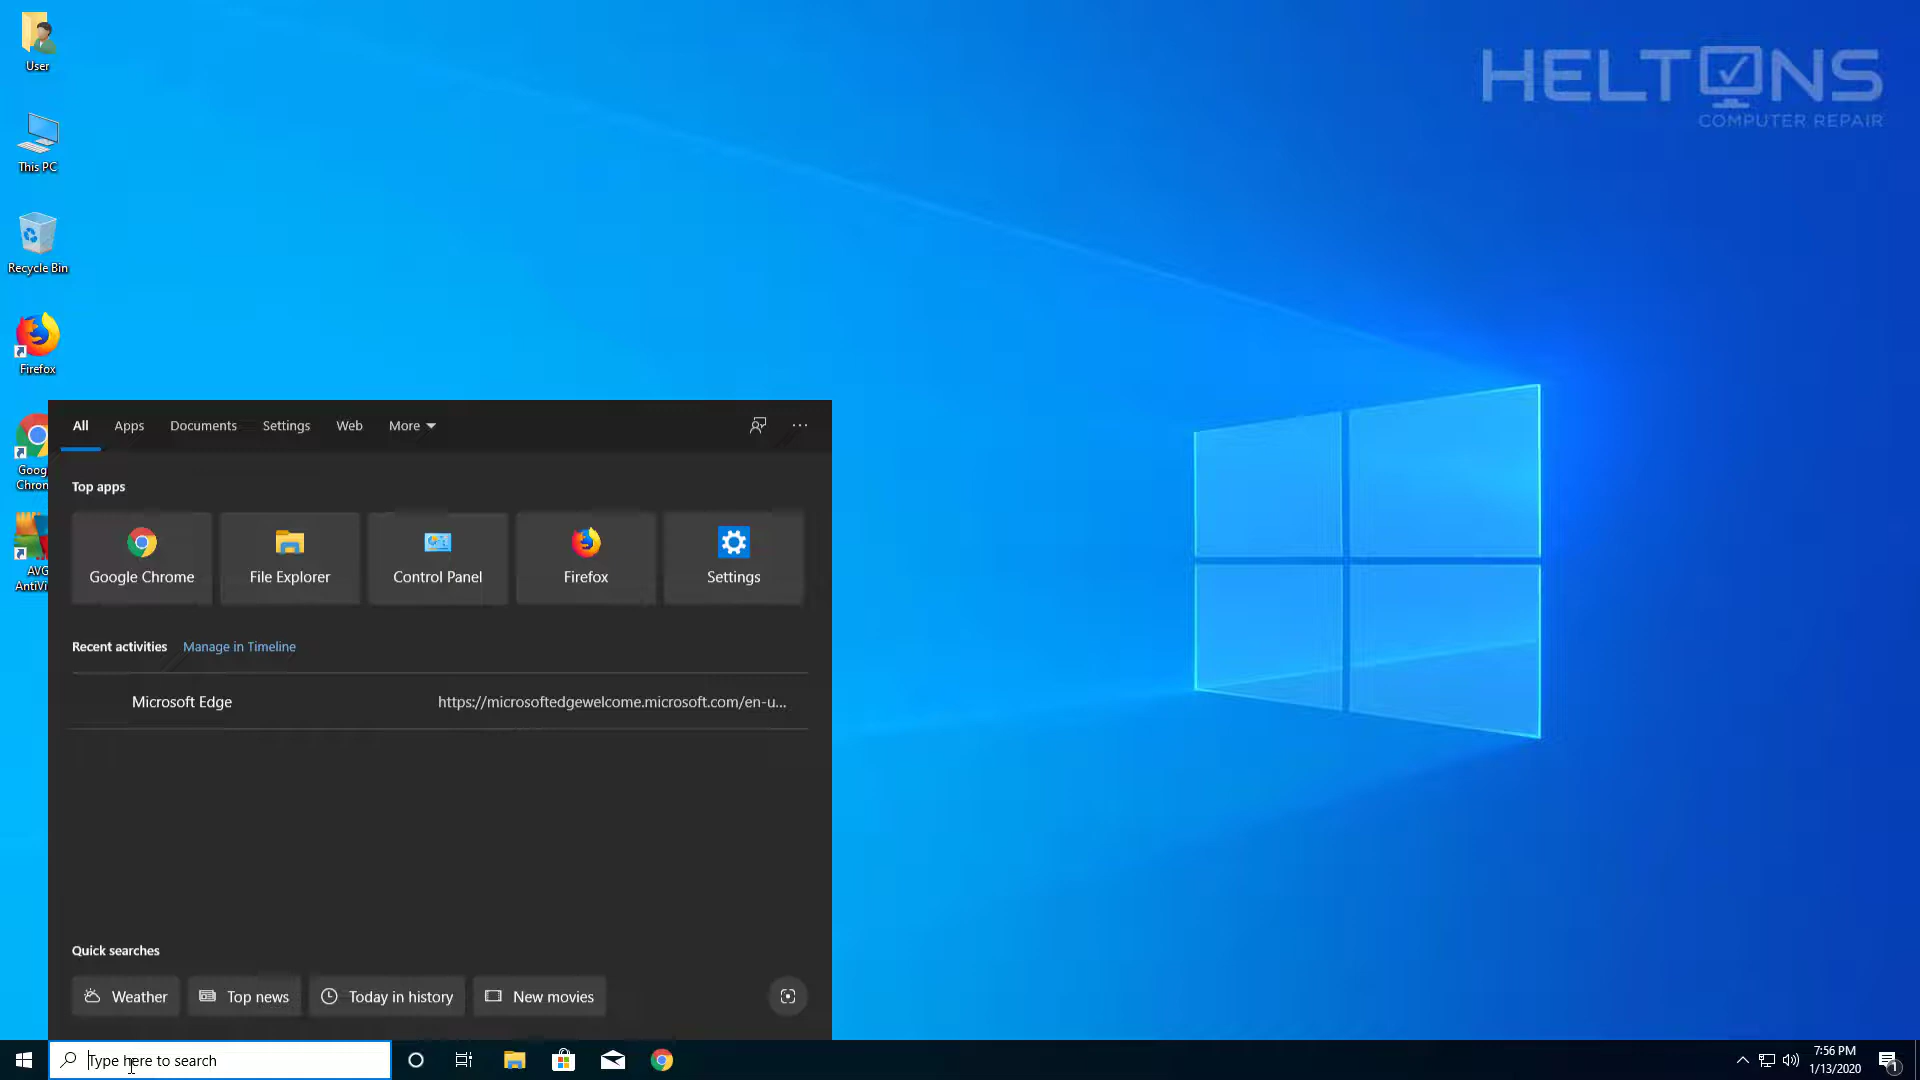 User
This PC
Recycle Bin
Firefox
Goog
Chron
AVG
AntiVi
HELTONS
COMPUTER REPAIR
All Apps Documents Settings Web More
Top apps
Google Chrome File Explorer Control Panel Firefox Settings
Recent activities Manage in Timeline
Microsoft Edge https://microsoftedgewelcome.microsoft.com/en-u...
Quick searches
Weather Top news Today in history New movies
Type here to search
7:56 PM
1/13/2020
1